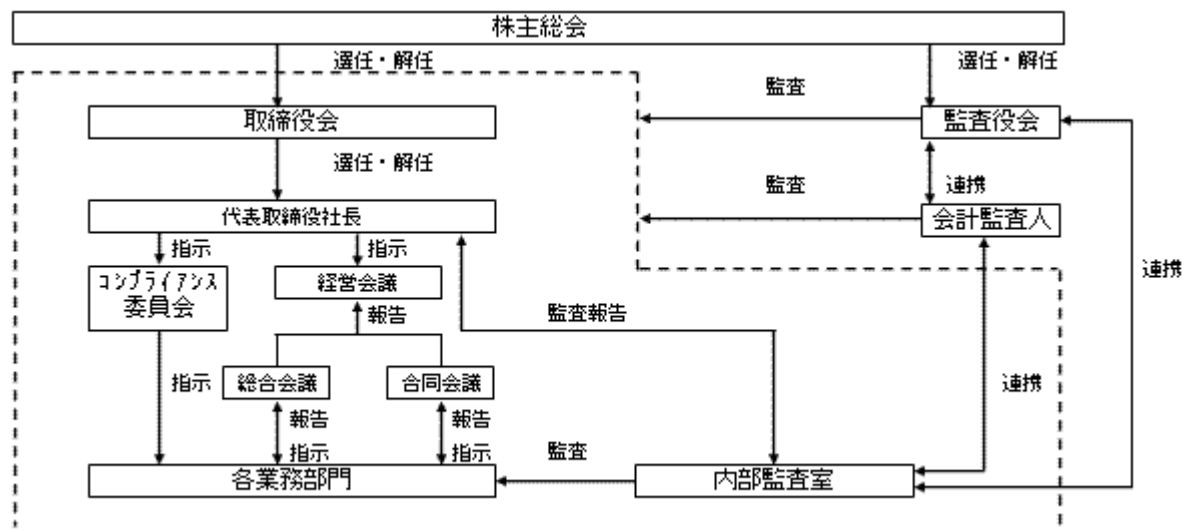 株主総会
選任・解任
選任・解任
監査
取締役会
監査役会
選任・解任
監査
連携
代表取締役社長
会計監査人
指示
指示
コンプライアンス
委員会
経営会議
連携
報告
監査報告
指示
総合会議
合同会議
連携
報告
報告
指示
指示
監査
各業務部門
内部監査室